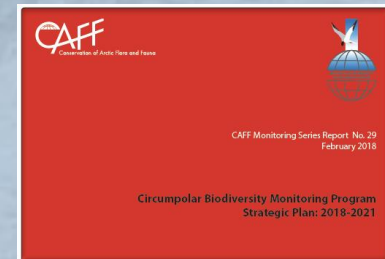 CAFF
Conservation of Arctic Flora and Fauna
CAFF Monitoring Series Report No. 29
February 2018
Circumpolar Biodiversity Monitoring Program
Strategic Plan: 2018-2021